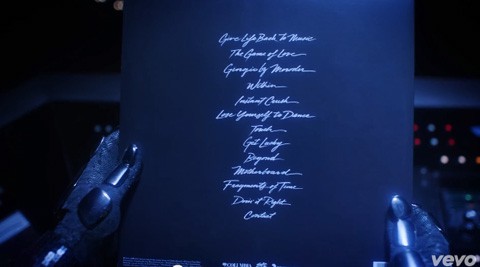 Give Life Back to Music
The Game of Love
Giorgio by Moroder
Within
Instant Crush
Lose Yourself to Dance
Touch
Get Lucky
Beyond
Motherboard
Fragments of Time
Doin' it Right
Contact
COLUMBIA
vevo